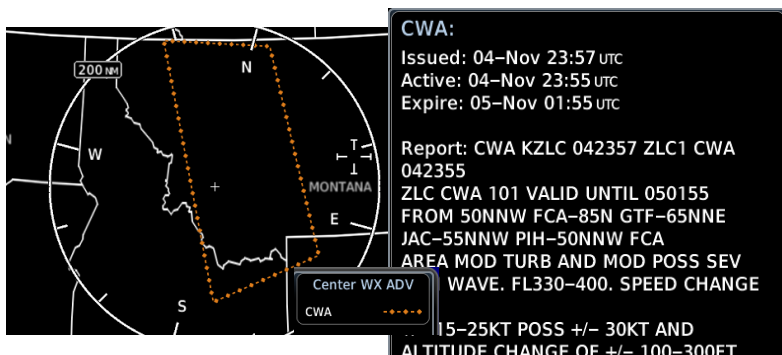 200 NM
N
W
MONTANA
E
S
Center WX ADV
CWA
CWA:
Issued: 04-Nov 23:57 UTC
Active: 04-Nov 23:55 UTC
Expire: 05-Nov 01:55 UTC
Report: CWA KZLC 042357 ZLC1 CWA
042355
ZLC CWA 101 VALID UNTIL 050155
FROM 50NNW FCA-85N GTF-65NNE
JAC-55NNW PIH-50NNW FCA
AREA MOD TURB AND MOD POSS SEV
WAVE. FL330-400. SPEED CHANGE
15-25KT POSS +/- 30KT AND
ALTITUDE CHANGE OF +/- 100-300FT